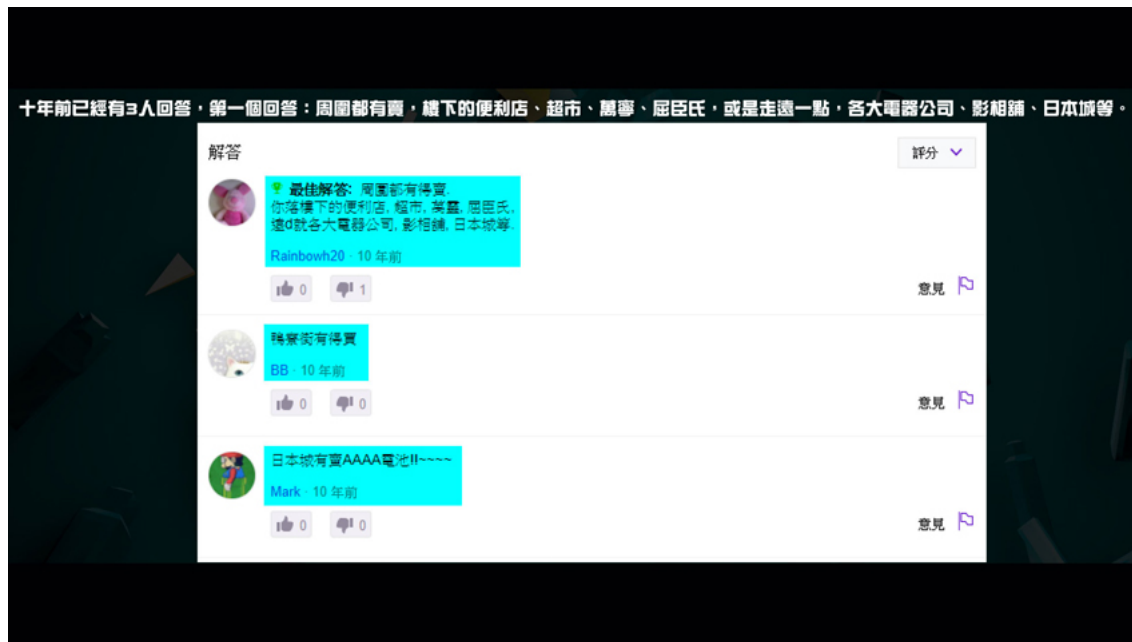 十年前已經有3人回答，第一個回答：周圍都有賣，樓下的便利店、超市、萬寧、屈臣氏，或是走遠一點，各大電器公司、影相舖、日本城等。
解答
評分
最佳解答: 周圍都有得賣.
你落樓下的便利店, 超市, 萬靈, 屈臣氏,
遠d就各大電器公司, 影相舖, 日本城等.
Rainbowh20 · 10 年前
0 1
意見
鴨寮街有得買
BB · 10 年前
0 0
意見
日本城有賣AAAA電池!!~~~~
Mark · 10 年前
0 0
意見